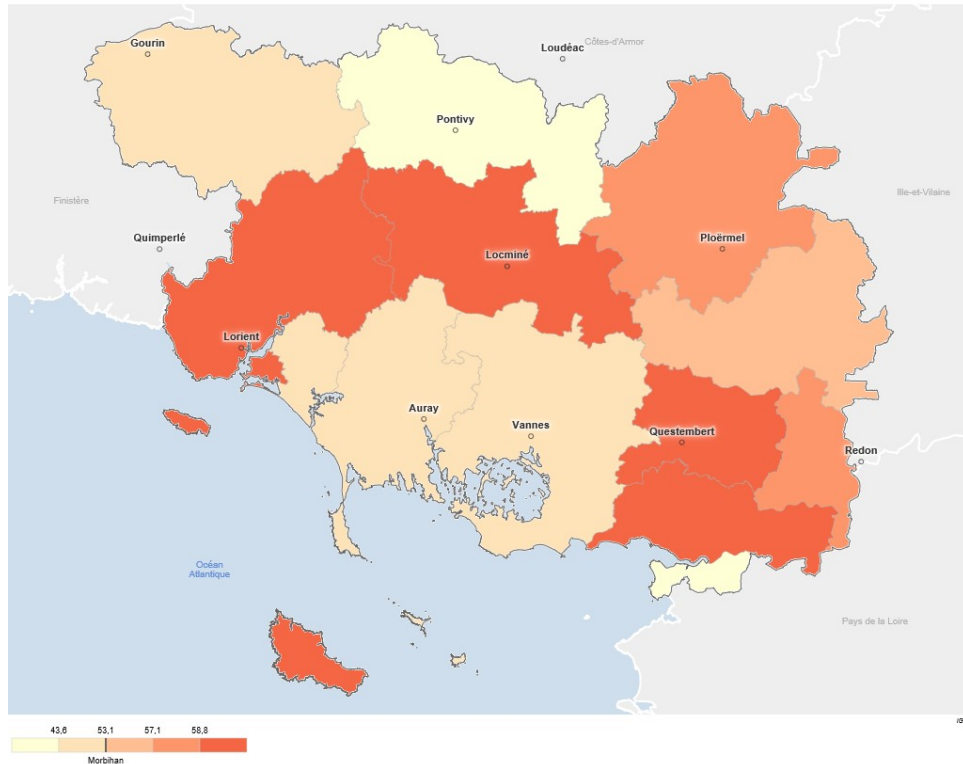 Gourin
Loudéac
Côtes-d'Armor
Pontivy
Finistère
Ille-et-Vilaine
Quimperlé
Ploërmel
Locminé
Lorient
Auray
Vannes
Questembert
Redon
Océan
Atlantique
Pays de la Loire
43,6
53,1
57,1
58,8
Morbihan